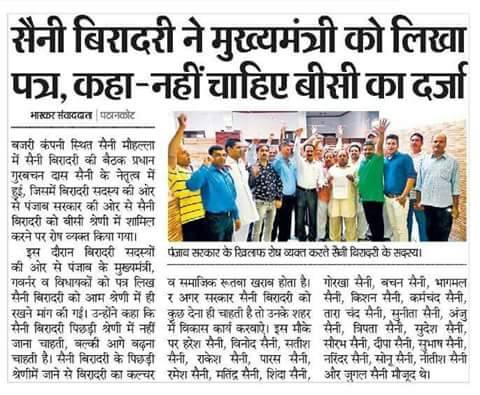 सैनी बिरादरी ने मुख्यमंत्री को लिखा
पत्र, कहा-नहीं चाहिए बीसी का दर्जा
भास्कर संवाददाता | पठानकोट
बजरी कंपनी स्थित सैनी मौहल्ला
में सैनी बिरादरी की बैठक प्रधान
गुरबचन दास सैनी के नेतृत्व में
हुई, जिसमें बिरादरी सदस्य की ओर
से पंजाब सरकार की ओर से सैनी
बिरादरी को बीसी श्रेणी में शामिल
करने पर रोष व्यक्त किया गया।
इस दौरान बिरादरी सदस्यों
की ओर से पंजाब के मुख्यमंत्री,
गवर्नर व विधायकों को पत्र लिख
सैनी बिरादरी को आम श्रेणी में ही
रखने मांग की गई। उन्होंने कहा कि
सैनी बिरादरी पिछड़ी श्रेणी में नहीं
जाना चाहती, बल्की आगे बढ़ना
चाहती है। सैनी बिरादरी के पिछड़ी
श्रेणीमें जाने से बिरादरी का कल्चर
पंजाब सरकार के खिलाफ रोष व्यक्त करते सैनी बिरादरी के सदस्य।
व समाजिक रूतबा खराब होता है।
र अगर सरकार सैनी बिरादरी को
कुछ देना ही चाहती है तो उनके शहर
में विकास कार्य करवाऐ। इस मौके
पर हरेश सैनी, विनोद सैनी, सतीश
सैनी, राकेश सैनी, पारस सैनी,
रमेश सैनी, मतिंद्र सैनी, शिंदा सैनी,
गोरखा सैनी, बचन सैनी, भागमल
सैनी, किशन सैनी, कर्मचंद सैनी,
तारा चंद सैनी, सुनीता सैनी, अंजु
सैनी, त्रिपता सैनी, सुदेश सैनी,
सौरभ सैनी, दीपा सैनी, सुभाष सैनी,
नरिंदर सैनी, सोनू सैनी, नीतीश सैनी
और जुगल सैनी मौजूद थे।